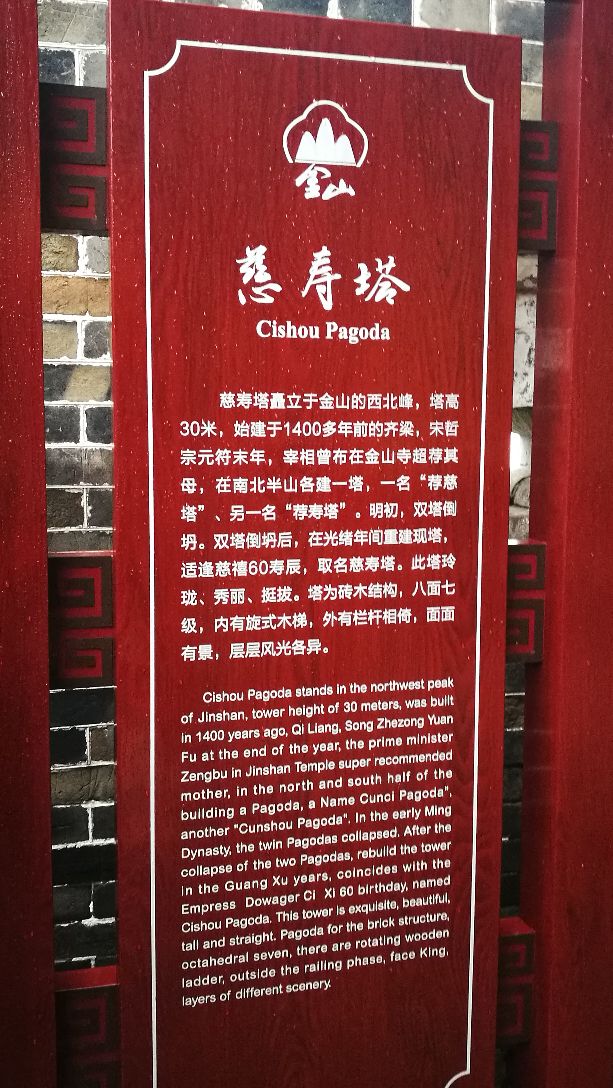 金山
慈寿塔
Cishou Pagoda
慈寿塔矗立于金山的西北峰，塔高
30米，始建于1400多年前的齐梁，宋哲
宗元符末年，宰相曾布在金山寺超荐其
母，在南北半山各建一塔，一名“荐慈
塔”、另一名“荐寿塔”。明初，双塔倒
坍。双塔倒坍后，在光绪年间重建现塔，
适逢慈禧60寿辰，取名慈寿塔。此塔玲
珑、秀丽、挺拔。塔为砖木结构，八面七
级，内有旋式木梯，外有栏杆相倚，面面
有景，层层风光各异。
Cishou Pagoda stands in the northwest peak
of Jinshan, tower height of 30 meters, was built
in 1400 years ago, Qi Liang, Song Zhezong Yuan
Fu at the end of the year, the prime minister
Zengbu in Jinshan Temple super recommended
mother, in the north and south half of the
building a Pagoda, a Name Cunci Pagoda",
another "Cunshou Pagoda". In the early Ming
Dynasty, the twin Pagodas collapsed. After the
collapse of the two Pagodas, rebuild the tower
in the Guang Xu years, coincides with the
Empress Dowager Ci Xi 60 birthday, named
Cishou Pagoda. This tower is exquisite, beautiful,
tall and straight. Pagoda for the brick structure,
octahedral seven, there are rotating wooden
ladder, outside the railing phase, face King,
layers of different scenery.